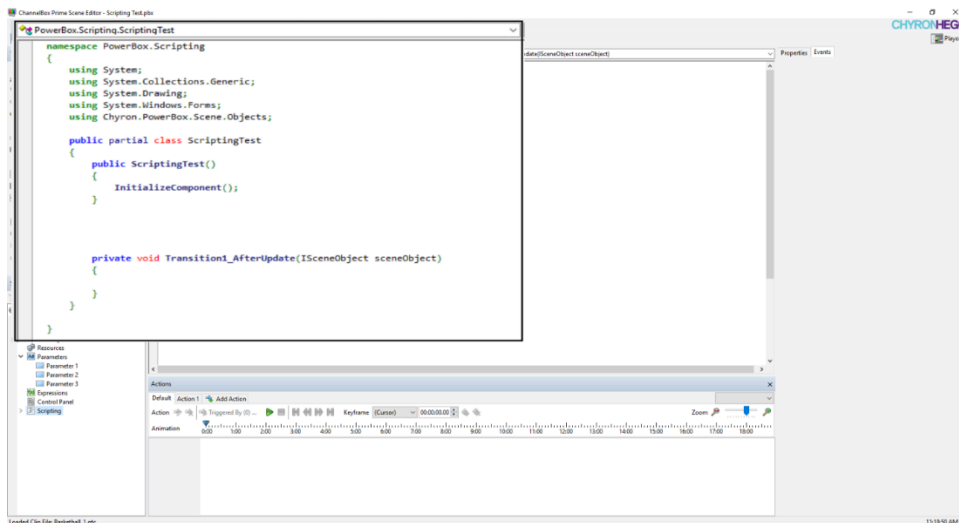 ChannelBox Prime Scene Editor - Scripting Test.pbx
CHYRONHEG
Playo
PowerBox.Scripting.ScriptingTest
namespace PowerBox.Scripting
{
using System;
using System.Collections.Generic;
using System.Drawing;
using System.Windows.Forms;
using Chyron.PowerBox.Scene.Objects;
public partial class ScriptingTest
{
public ScriptingTest()
{
InitializeComponent();
}
private void Transition1_AfterUpdate(ISceneObject sceneObject)
{
}
}
}
date(ISceneObject sceneObject)
Properties Events
Resources
Parameters
Parameter 1
Parameter 2
Parameter 3
Expressions
Control Panel
Scripting
Actions
Default Action 1 Add Action
Action Triggered By (0) ... Keyframe (Cursor) 00:00:00.00 Zoom
Animation 0:00 1:00 2:00 3:00 4:00 5:00 6:00 7:00 8:00 9:00 10:00 11:00 12:00 13:00 14:00 15:00 16:00 17:00 18:00